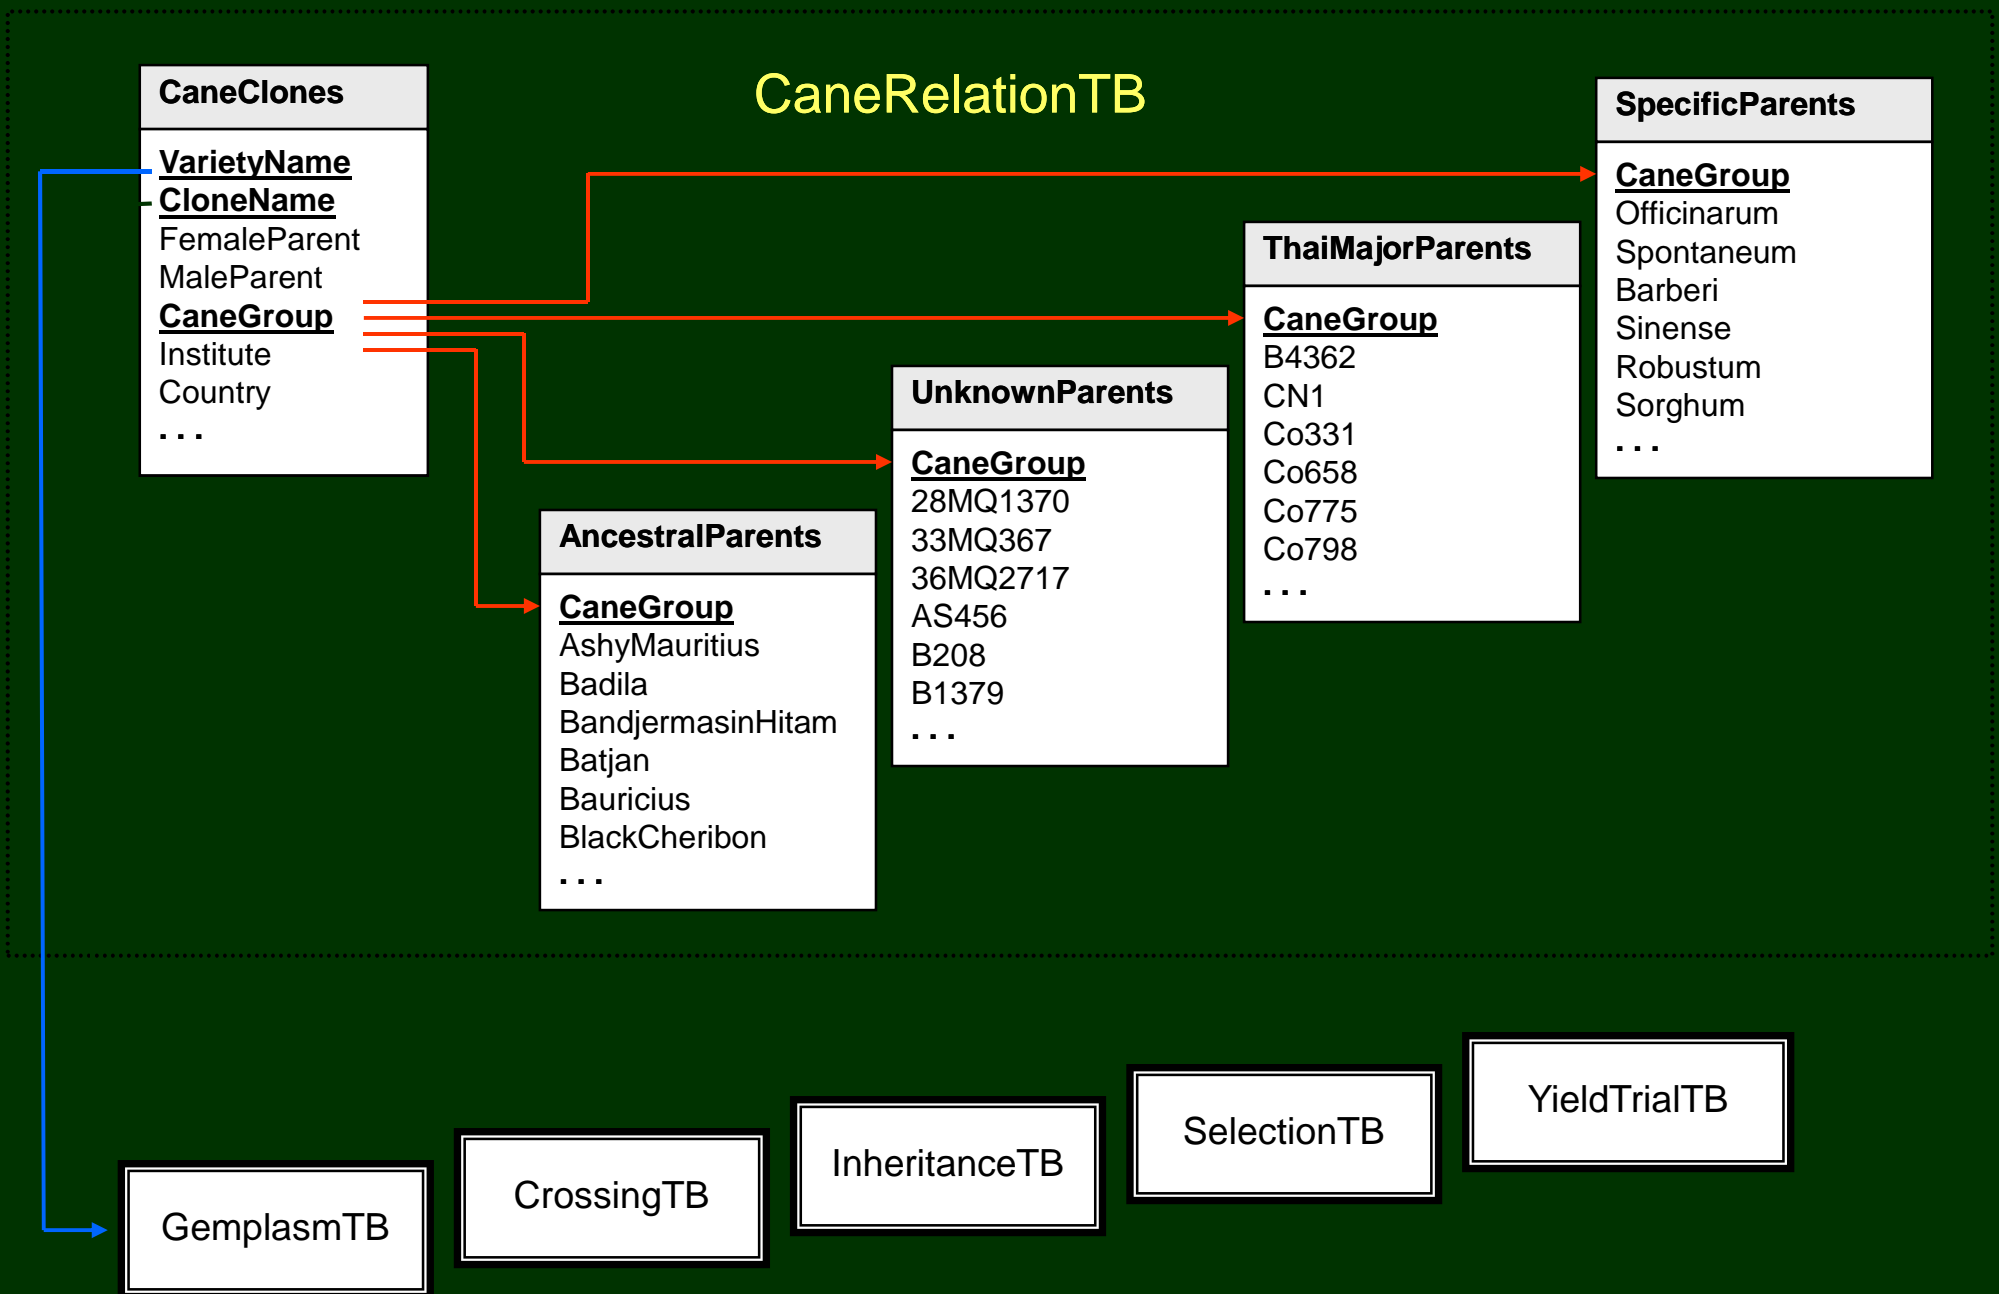 CaneRelationTB
CaneClones
VarietyName
CloneName
FemaleParent
MaleParent
CaneGroup
Institute
Country
. . .
AncestralParents
CaneGroup
AshyMauritius
Badila
BandjermasinHitam
Batjan
Bauricius
BlackCheribon
. . .
UnknownParents
CaneGroup
28MQ1370
33MQ367
36MQ2717
AS456
B208
B1379
. . .
ThaiMajorParents
CaneGroup
B4362
CN1
Co331
Co658
Co775
Co798
. . .
SpecificParents
CaneGroup
Officinarum
Spontaneum
Barberi
Sinense
Robustum
Sorghum
. . .
GemplasmTB
CrossingTB
InheritanceTB
SelectionTB
YieldTrialTB